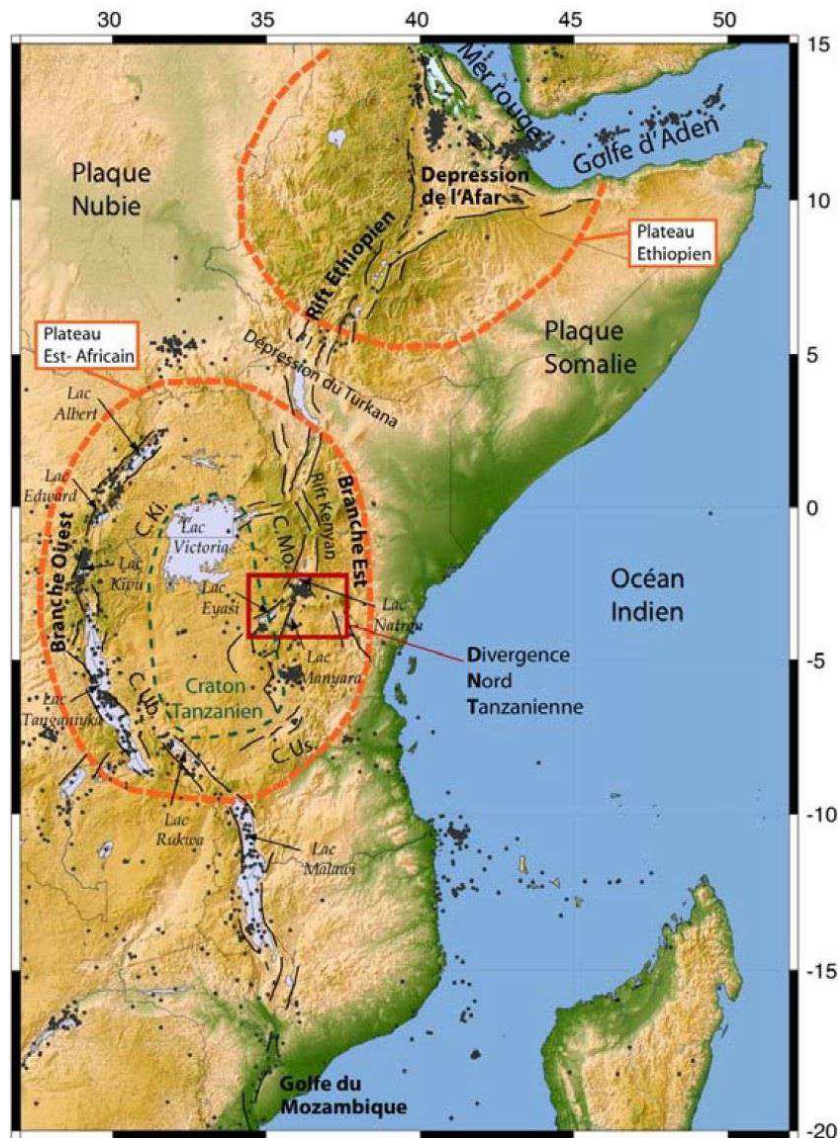 30 35 40 45 50
15
Mer rouge
Golfe d'Aden
Plaque
Nubie
Depression
de l'Afar
10
Plateau
Ethiopien
Rift Ethiopien
Plateau
Est- Africain
Plaque
Somalie
5
Dépression du Turkana
Lac
Albert
Lac
Edward
0
C.Ki.
Lac
Victoria
C.Mo.
Rift Kenyan
Branche Est
Branche Ouest
Lac
Kivu
Lac
Eyasi
Lac
Natron
Océan
Indien
Lac
Manyara
Divergence
Nord
Tanzanienne
-5
Craton
Tanzanien
C.Ub.
Lac
Tanganiyka
C.Us.
Lac
Rukwa
Lac
Malawi
-10
-15
Golfe du
Mozambique
-20